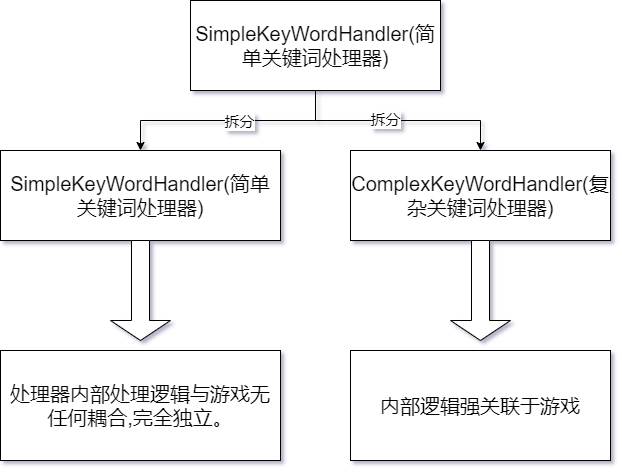 SimpleKeyWordHandler(简
单关键词处理器)
拆分
拆分
SimpleKeyWordHandler(简单
关键词处理器)
ComplexKeyWordHandler(复
杂关键词处理器)
处理器内部处理逻辑与游戏无
任何耦合,完全独立。
内部逻辑强关联于游戏